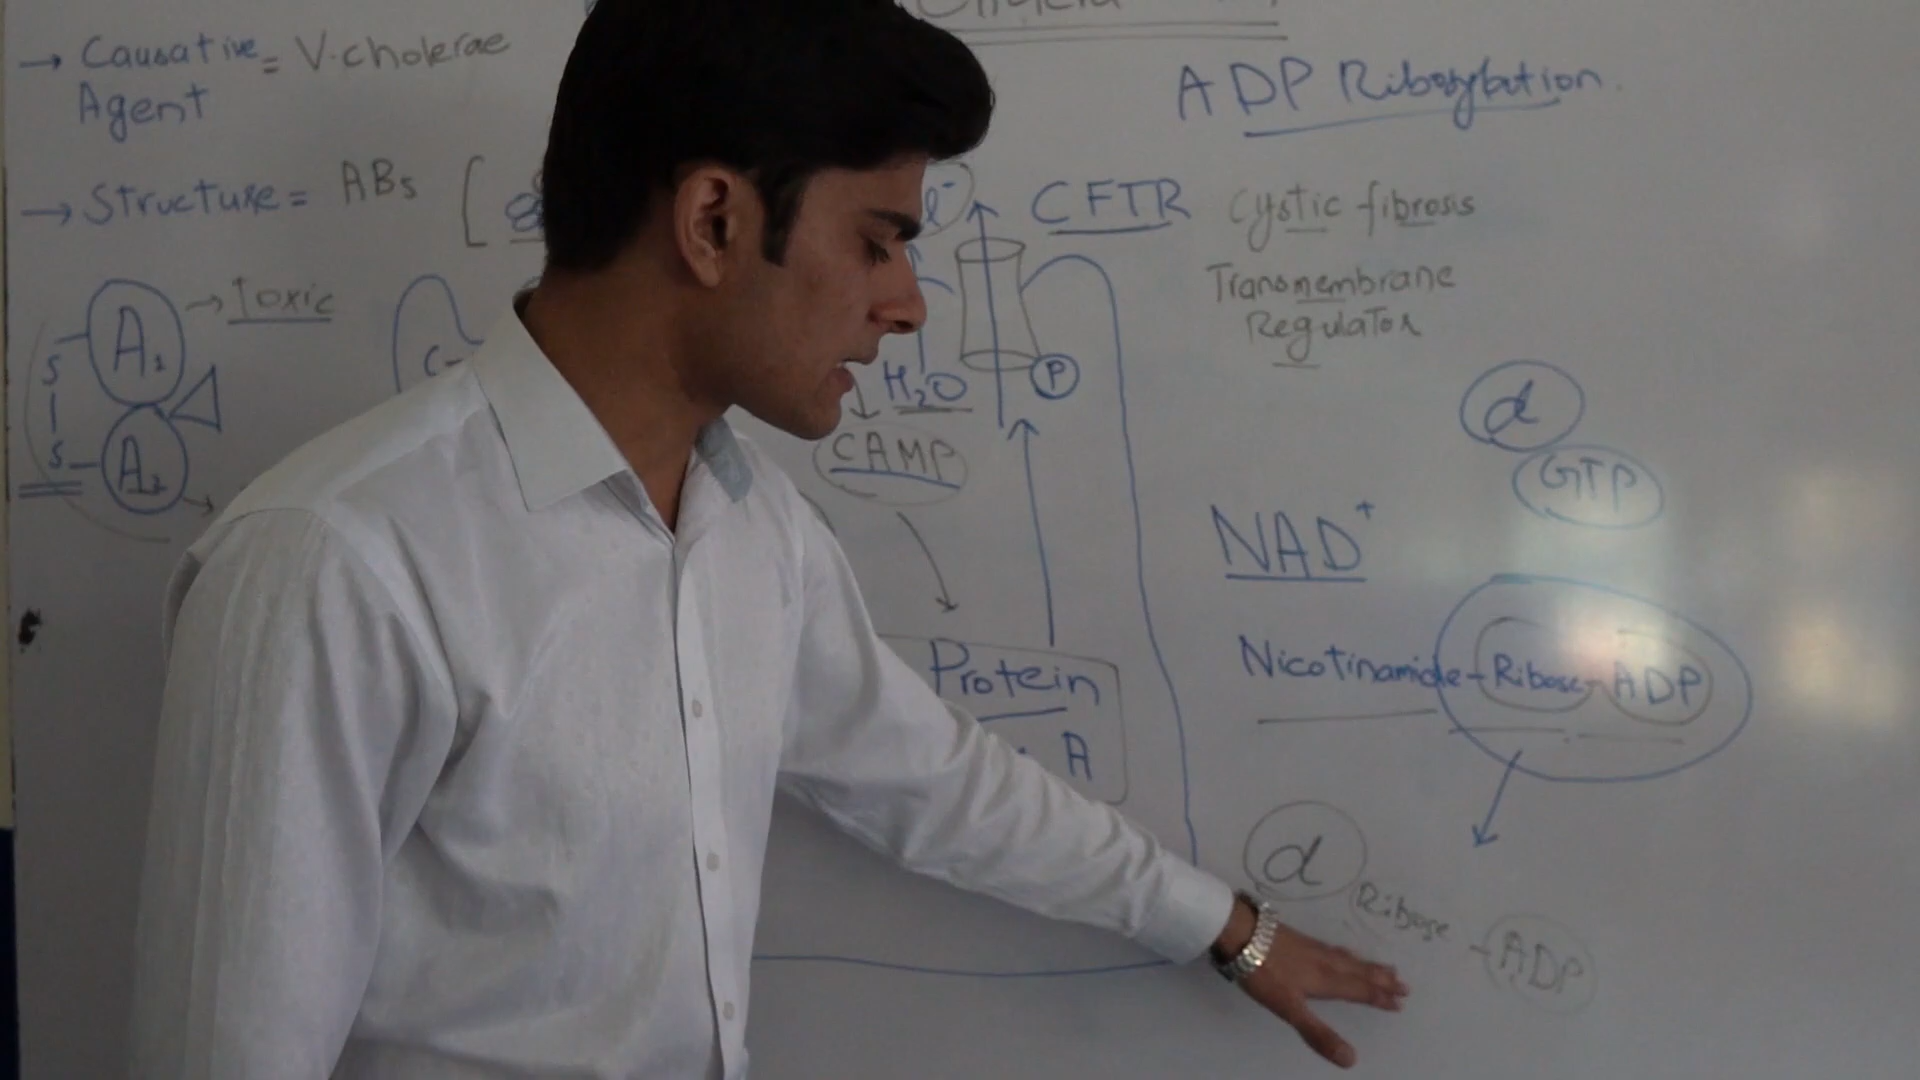 → Causative = V. cholerae
Agent
→ Structure = AB5 [
A1 → Toxic
S
|
S
A2 →
C-
ADP Ribosylation.
CFTR Cystic fibrosis
Transmembrane
Regulator
H2O
P
CAMP
Protein
A
α
GTP
NAD+
Nicotinamide - Ribose - ADP
α Ribose - ADP